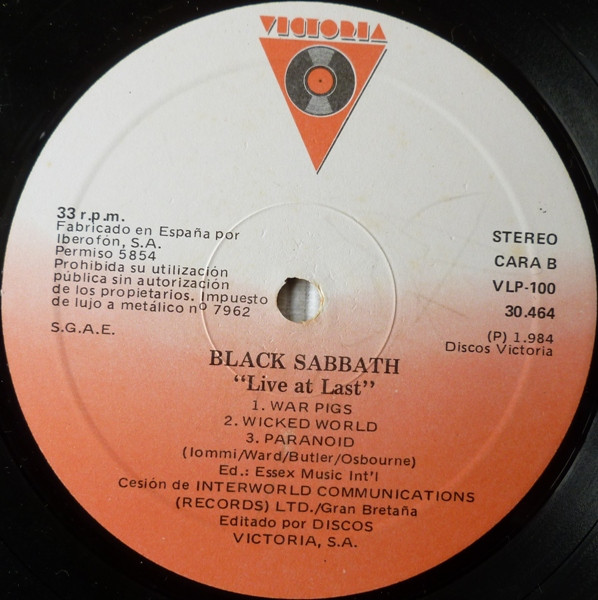 VICTORIA
33 r.p.m.
Fabricado en España por
Iberofón, S.A.
Permiso 5854
Prohibida su utilización
pública sin autorización
de los propietarios. Impuesto
de lujo a metálico nº 7962
S.G.A.E.
STEREO
CARA B
VLP-100
30.464
(P) 1.984
Discos Victoria
BLACK SABBATH
“Live at Last”
1. WAR PIGS
2. WICKED WORLD
3. PARANOID
(Iommi/Ward/Butler/Osbourne)
Ed.: Essex Music Int'l
Cesión de INTERWORLD COMMUNICATIONS
(RECORDS) LTD./Gran Bretaña
Editado por DISCOS
VICTORIA, S.A.